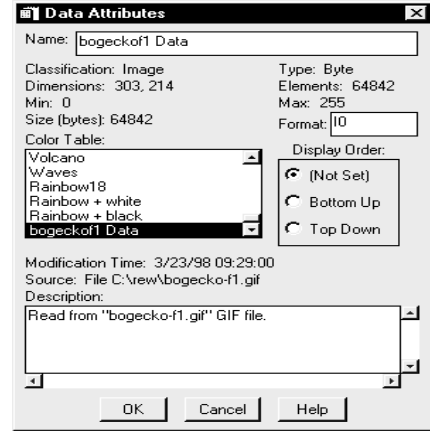 Data Attributes
Name: bogeckof1 Data
Classification: Image
Type: Byte
Dimensions: 303, 214
Elements: 64842
Min: 0
Max: 255
Size (bytes): 64842
Format: I0
Color Table:
Display Order:
Volcano
Waves
Rainbow18
Rainbow + white
Rainbow + black
bogeckof1 Data
(Not Set)
Bottom Up
Top Down
Modification Time: 3/23/98 09:29:00
Source: File C:\rew\bogecko-f1.gif
Description:
Read from "bogecko-f1.gif" GIF file.
OK Cancel Help